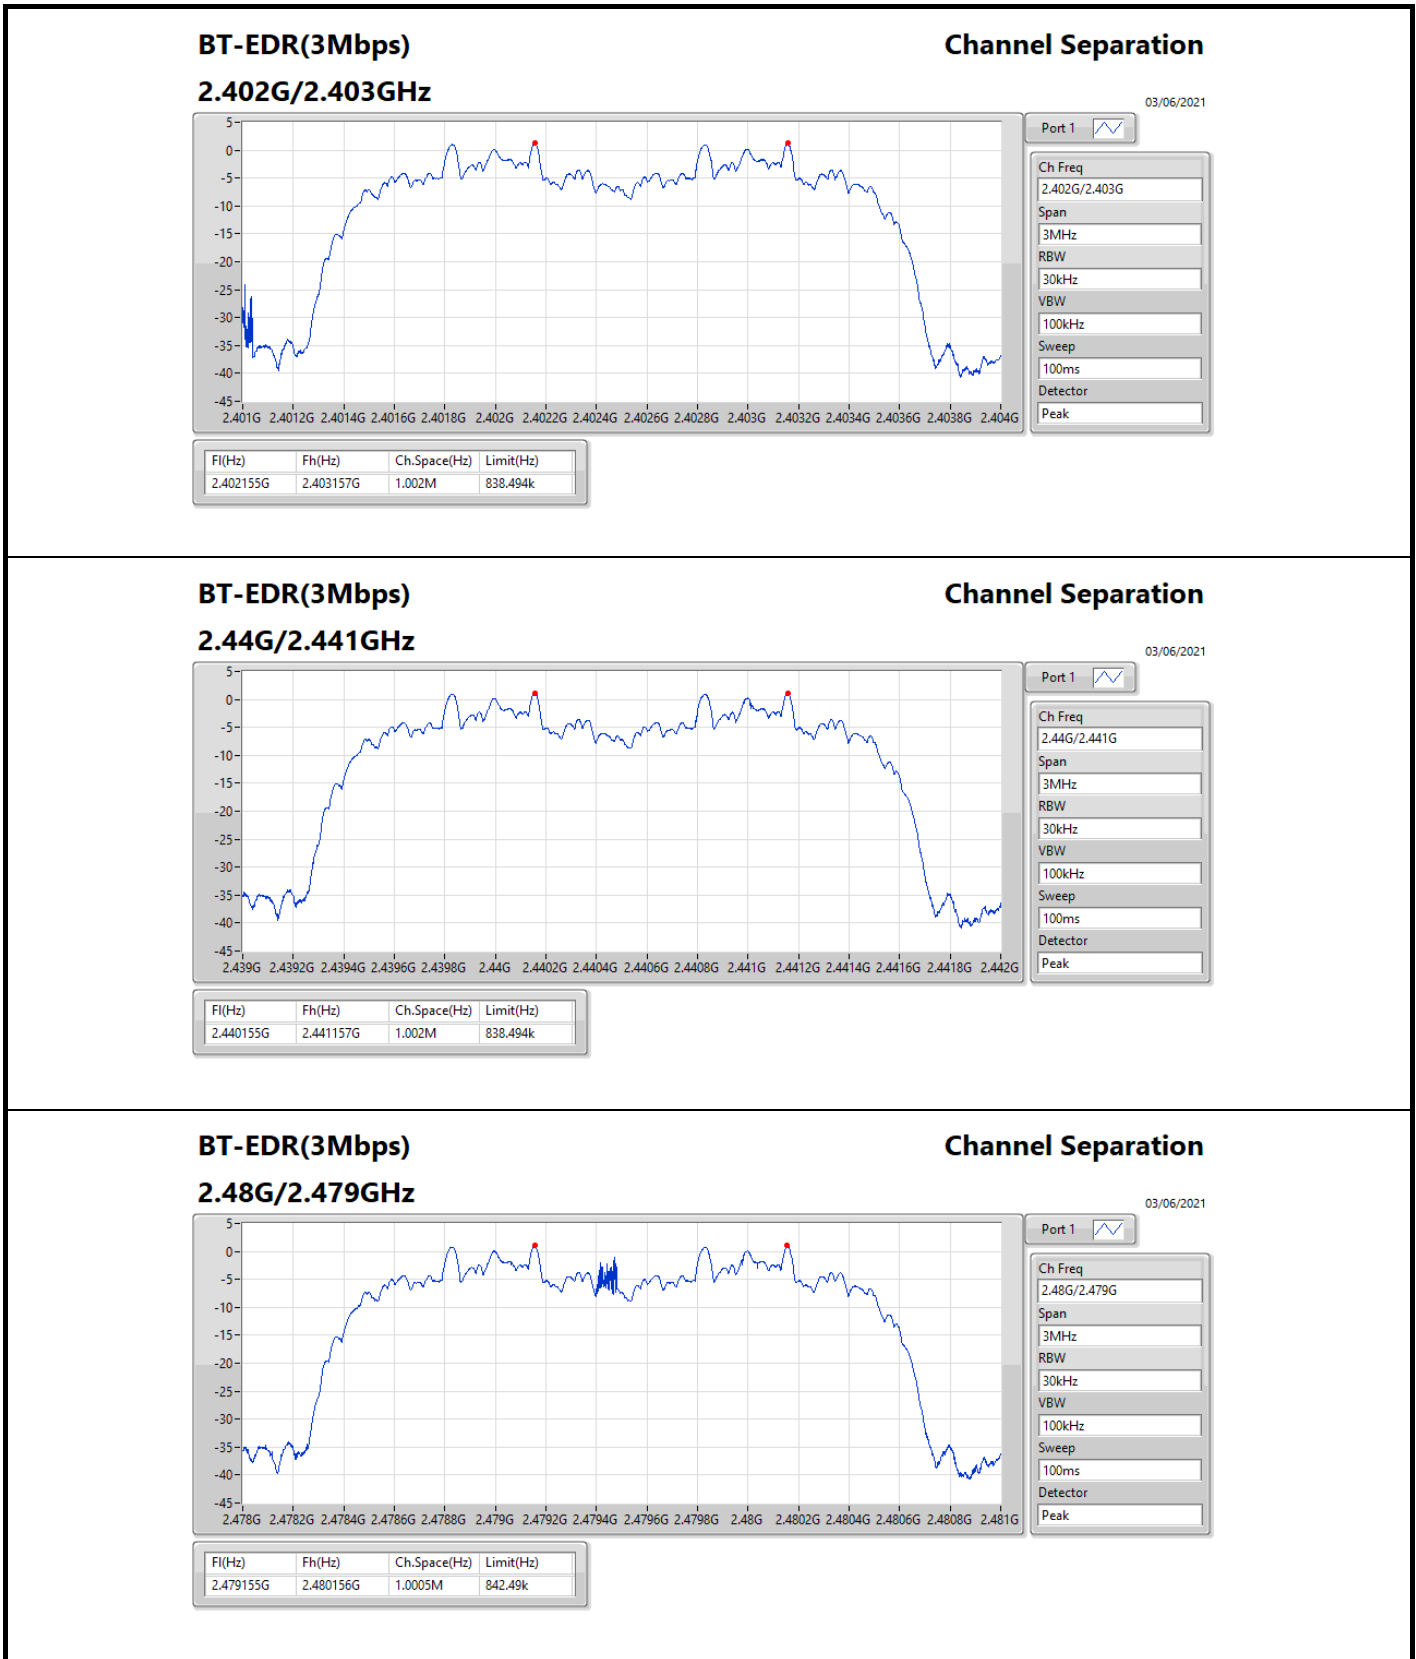 BT-EDR(3Mbps) Channel Separation
2.402G/2.403GHz
03/06/2021
Port 1
5
0
-5
-10
-15
-20
-25
-30
-35
-40
-45
2.401G 2.4012G 2.4014G 2.4016G 2.4018G 2.402G 2.4022G 2.4024G 2.4026G 2.4028G 2.403G 2.4032G 2.4034G 2.4036G 2.4038G 2.404G
Ch Freq
2.402G/2.403G
Span
3MHz
RBW
30kHz
VBW
100kHz
Sweep
100ms
Detector
Peak
Fl(Hz) Fh(Hz) Ch.Space(Hz) Limit(Hz)
2.402155G 2.403157G 1.002M 838.494k
BT-EDR(3Mbps) Channel Separation
2.44G/2.441GHz
03/06/2021
Port 1
5
0
-5
-10
-15
-20
-25
-30
-35
-40
-45
2.439G 2.4392G 2.4394G 2.4396G 2.4398G 2.44G 2.4402G 2.4404G 2.4406G 2.4408G 2.441G 2.4412G 2.4414G 2.4416G 2.4418G 2.442G
Ch Freq
2.44G/2.441G
Span
3MHz
RBW
30kHz
VBW
100kHz
Sweep
100ms
Detector
Peak
Fl(Hz) Fh(Hz) Ch.Space(Hz) Limit(Hz)
2.440155G 2.441157G 1.002M 838.494k
BT-EDR(3Mbps) Channel Separation
2.48G/2.479GHz
03/06/2021
Port 1
5
0
-5
-10
-15
-20
-25
-30
-35
-40
-45
2.478G 2.4782G 2.4784G 2.4786G 2.4788G 2.479G 2.4792G 2.4794G 2.4796G 2.4798G 2.48G 2.4802G 2.4804G 2.4806G 2.4808G 2.481G
Ch Freq
2.48G/2.479G
Span
3MHz
RBW
30kHz
VBW
100kHz
Sweep
100ms
Detector
Peak
Fl(Hz) Fh(Hz) Ch.Space(Hz) Limit(Hz)
2.479155G 2.480156G 1.0005M 842.49k